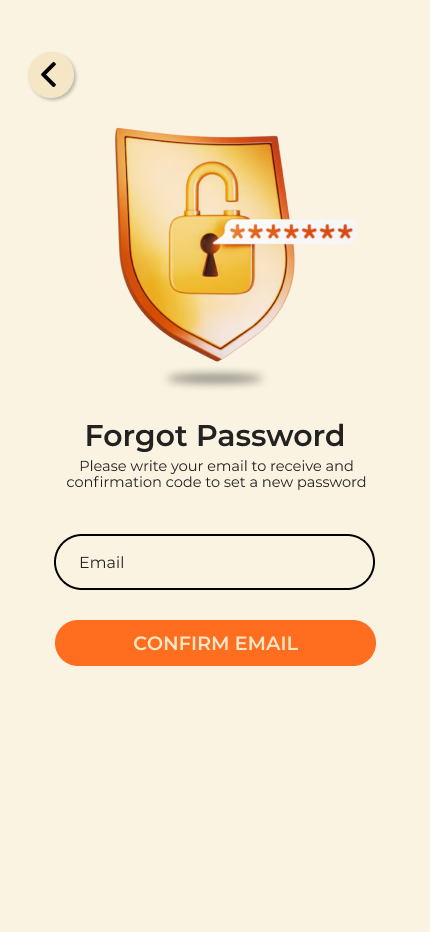 *******
Forgot Password
Please write your email to receive and
confirmation code to set a new password
Email
CONFIRM EMAIL